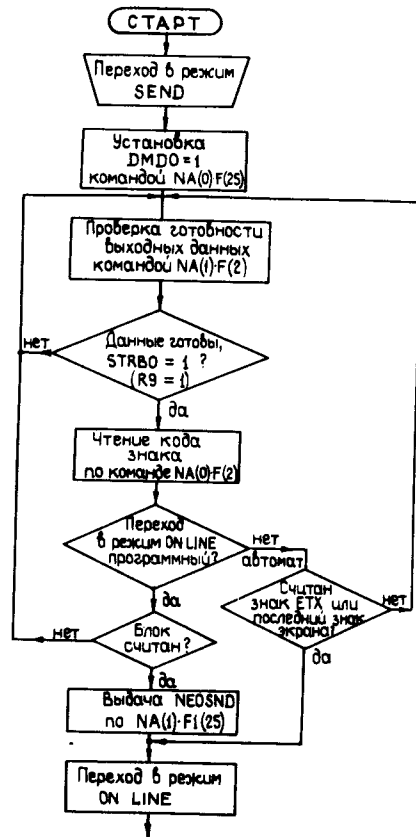 СТАРТ
Переход в режим
SEND
Установка
DMDO = 1
командой NA(0) F(25)
Проверка готовности
выходных данных
командой NA(1)·F(2)
нет
Данные готовы,
STRBO = 1 ?
(R9 = 1)
да
Чтение кода
знака
по команде NA(0)·F(2)
Переход
в режим ON LINE
программный?
нет
автомат.
да
Считан
знак ETX или
последний знак
экрана?
нет
да
нет
Блок
считан?
да
Выдача NEOSND
по NA(1)·F1(25)
Переход в режим
ON LINE